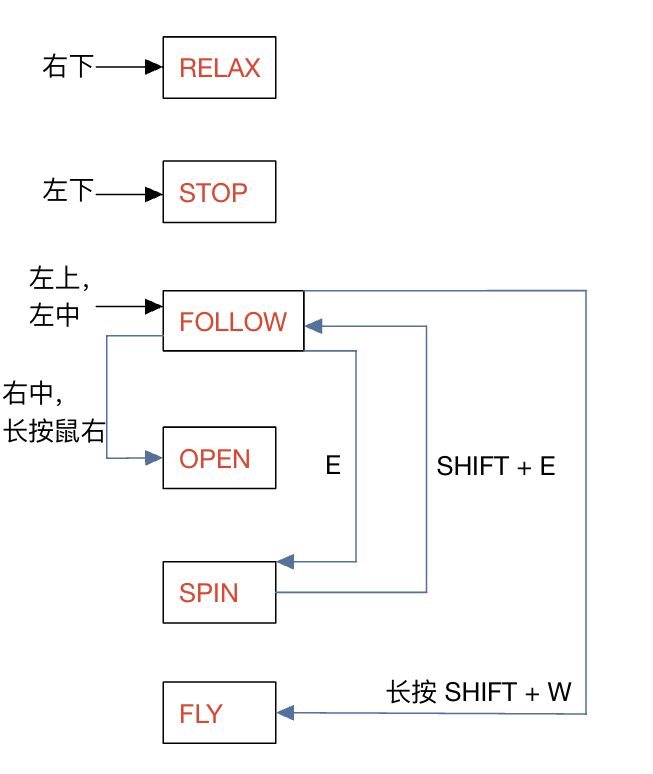 右下
RELAX
左下
STOP
左上，
左中
FOLLOW
右中，
长按鼠右
OPEN
E
SHIFT + E
SPIN
长按 SHIFT + W
FLY